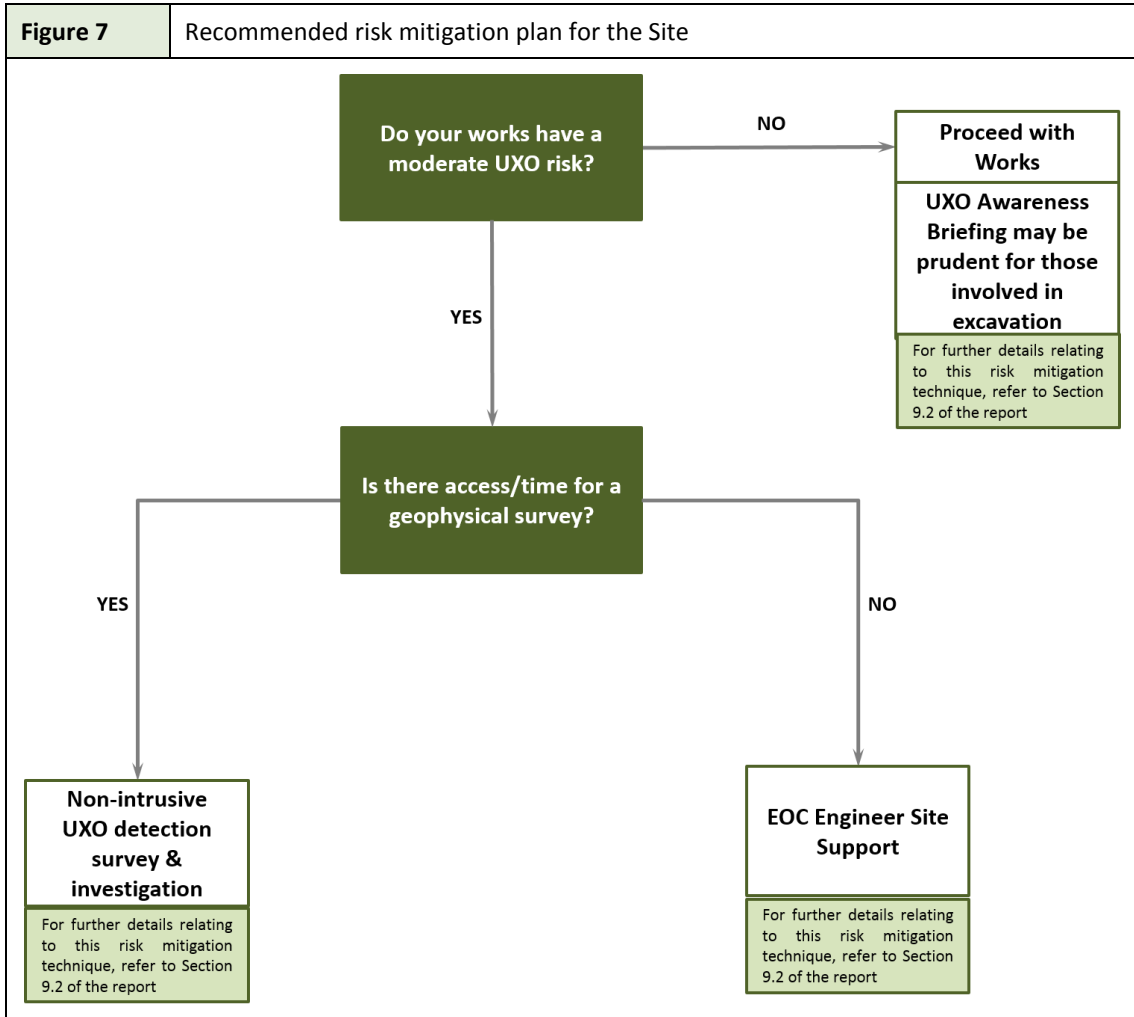 Figure 7
Recommended risk mitigation plan for the Site
Do your works have a
moderate UXO risk?
NO
Proceed with
Works
UXO Awareness
Briefing may be
prudent for those
involved in
excavation
For further details relating
to this risk mitigation
technique, refer to Section
9.2 of the report
YES
Is there access/time for a
geophysical survey?
YES
NO
Non-intrusive
UXO detection
survey &
investigation
For further details relating
to this risk mitigation
technique, refer to Section
9.2 of the report
EOC Engineer Site
Support
For further details relating
to this risk mitigation
technique, refer to Section
9.2 of the report